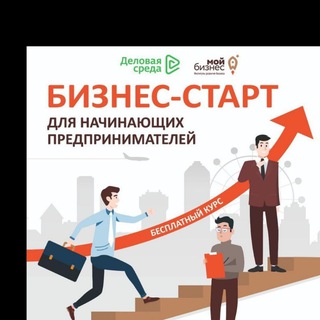 Деловая
среда
мой
бизнес
БИЗНЕС-СТАРТ
ДЛЯ НАЧИНАЮЩИХ
ПРЕДПРИНИМАТЕЛЕЙ
БЕСПЛАТНЫЙ КУРС